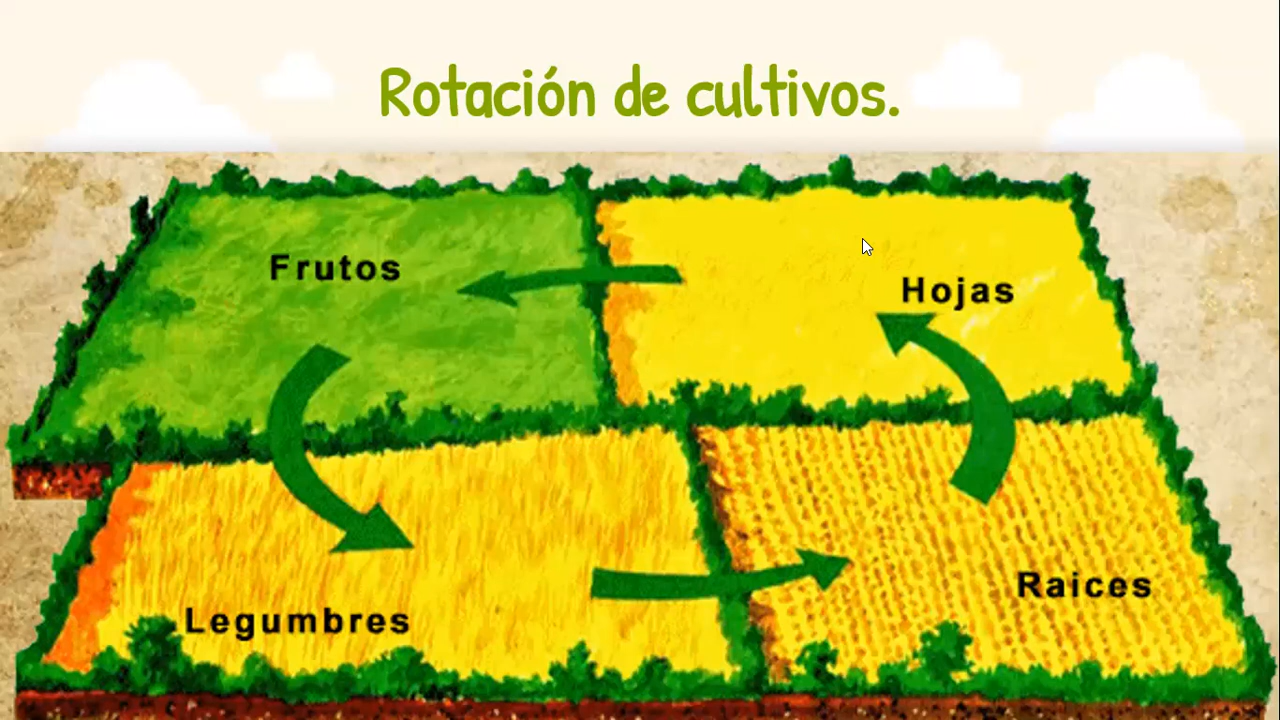 Rotación de cultivos.
Frutos
Hojas
Legumbres
Raices